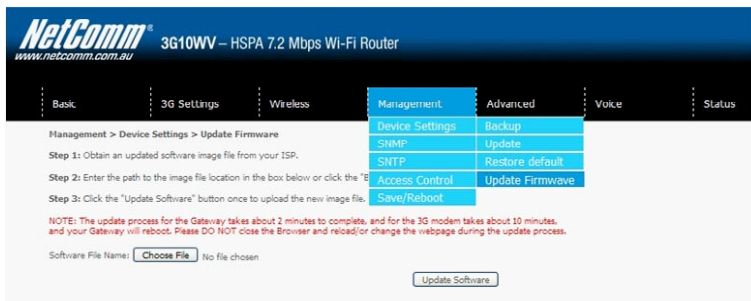 NetComm®
www.netcomm.com.au
3G10WV – HSPA 7.2 Mbps Wi-Fi Router
Basic 3G Settings Wireless Management Advanced Voice Status
Device Settings Backup
SNMP Update
SNTP Restore default
Access Control Update Firmwave
Save/Reboot
Management > Device Settings > Update Firmware
Step 1: Obtain an updated software image file from your ISP.
Step 2: Enter the path to the image file location in the box below or click the "B
Step 3: Click the "Update Software" button once to upload the new image file.
NOTE: The update process for the Gateway takes about 2 minutes to complete, and for the 3G modem takes about 10 minutes,
and your Gateway will reboot. Please DO NOT close the Browser and reload/or change the webpage during the update process.
Software File Name: Choose File No file chosen
Update Software